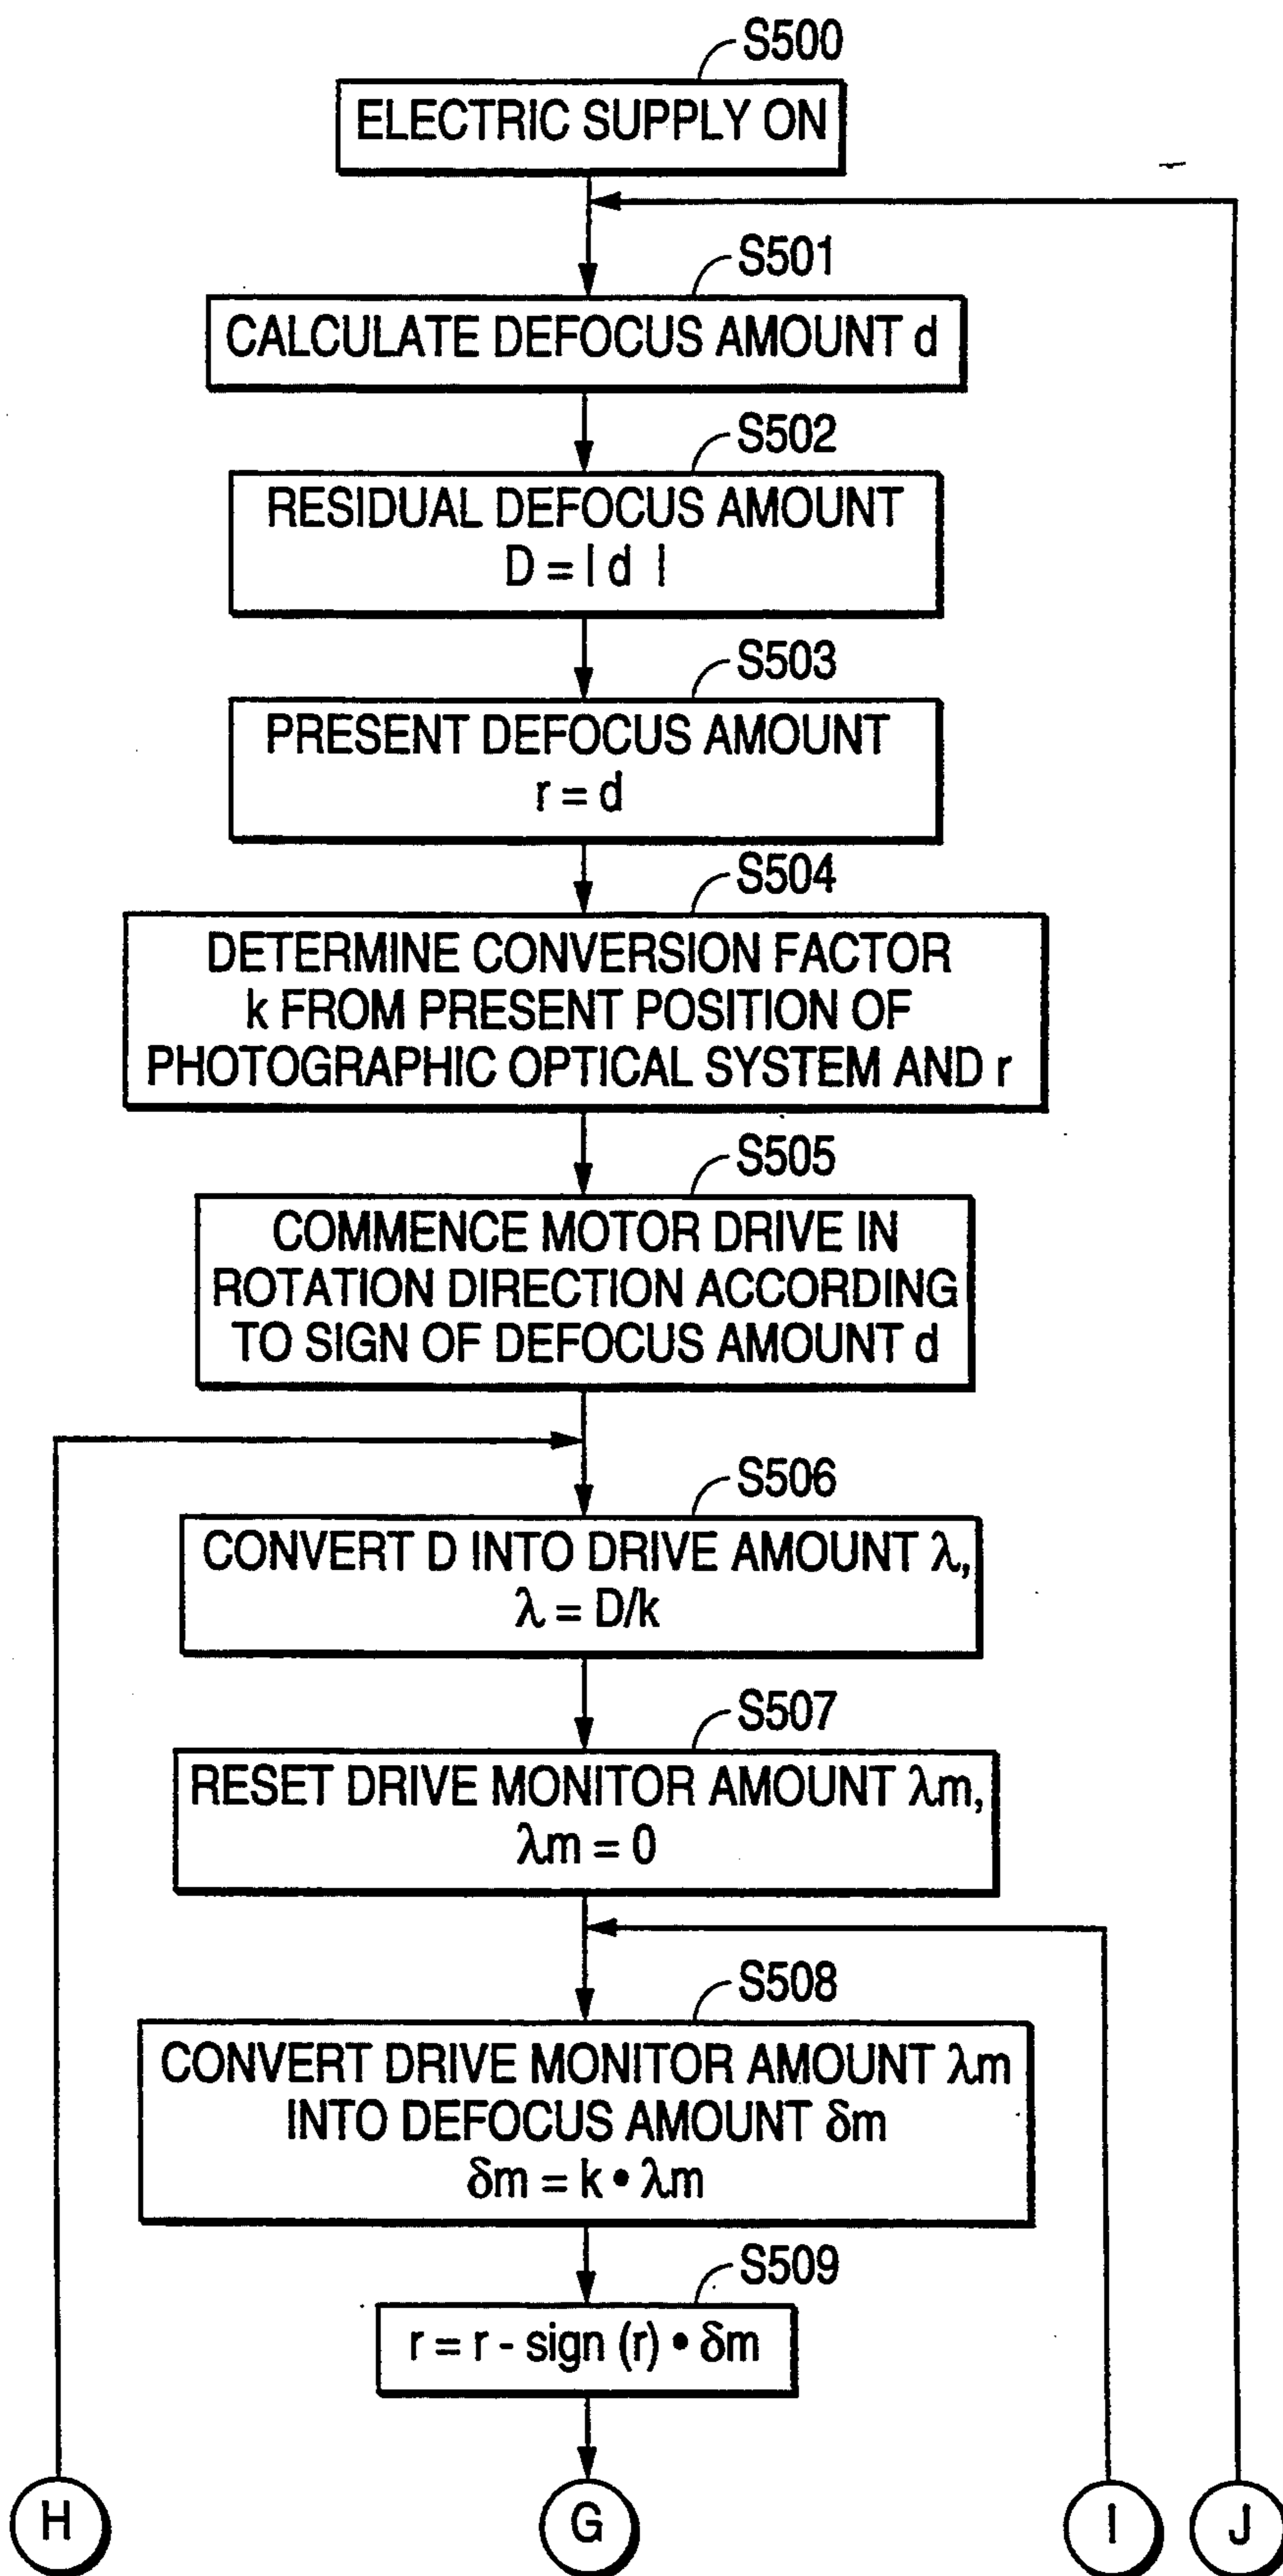 S500
ELECTRIC SUPPLY ON
S501
CALCULATE DEFOCUS AMOUNT d
S502
RESIDUAL DEFOCUS AMOUNT
D = | d |
S503
PRESENT DEFOCUS AMOUNT
r = d
S504
DETERMINE CONVERSION FACTOR
k FROM PRESENT POSITION OF
PHOTOGRAPHIC OPTICAL SYSTEM AND r
S505
COMMENCE MOTOR DRIVE IN
ROTATION DIRECTION ACCORDING
TO SIGN OF DEFOCUS AMOUNT d
S506
CONVERT D INTO DRIVE AMOUNT λ,
λ = D/k
S507
RESET DRIVE MONITOR AMOUNT λm,
λm = 0
S508
CONVERT DRIVE MONITOR AMOUNT λm
INTO DEFOCUS AMOUNT δm
δm = k • λm
S509
r = r - sign (r) • δm
H
G
I
J